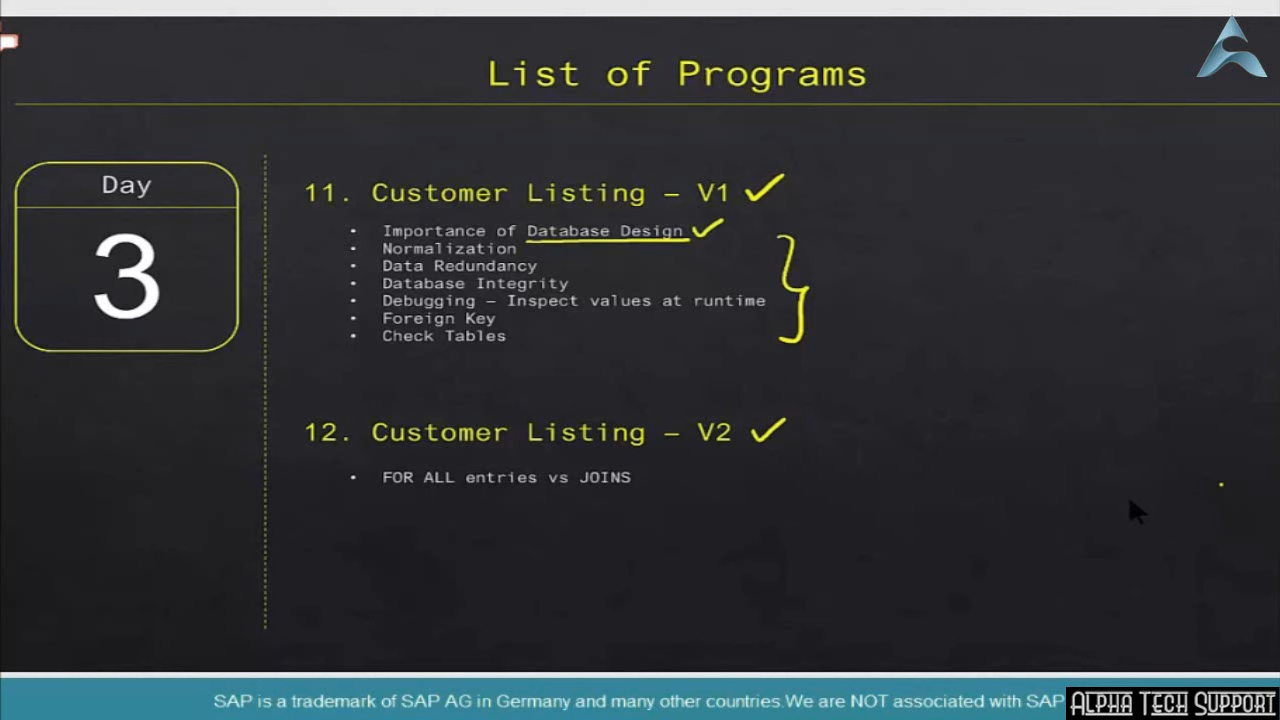 List of Programs
Day
3
11. Customer Listing – V1
• Importance of Database Design
• Normalization
• Data Redundancy
• Database Integrity
• Debugging – Inspect values at runtime
• Foreign Key
• Check Tables
12. Customer Listing – V2
• FOR ALL entries vs JOINS
SAP is a trademark of SAP AG in Germany and many other countries.We are NOT associated with SAP
ALPHA TECH SUPPORT